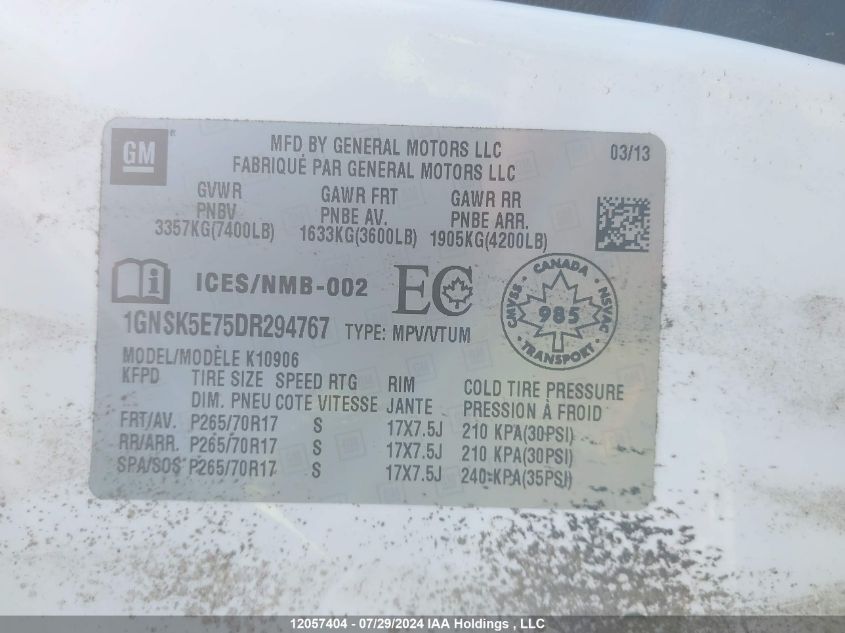 GM ®
MFD BY GENERAL MOTORS LLC
FABRIQUÉ PAR GENERAL MOTORS LLC
03/13
GVWR GAWR FRT GAWR RR
PNBV PNBE AV. PNBE ARR.
3357KG(7400LB) 1633KG(3600LB) 1905KG(4200LB)
i ICES/NMB-002 EC
CANADA
CMVSS 985 NSVAC
TRANSPORT
1GNSK5E75DR294767 TYPE: MPV/VTUM
MODEL/MODÈLE K10906
KFPD TIRE SIZE SPEED RTG RIM COLD TIRE PRESSURE
DIM. PNEU COTE VITESSE JANTE PRESSION À FROID
FRT/AV. P265/70R17 S 17X7.5J 210 KPA(30PSI)
RR/ARR. P265/70R17 S 17X7.5J 210 KPA(30PSI)
SPA/SOS P265/70R17 S 17X7.5J 240 KPA(35PSI)
12057404 - 07/29/2024 IAA Holdings , LLC